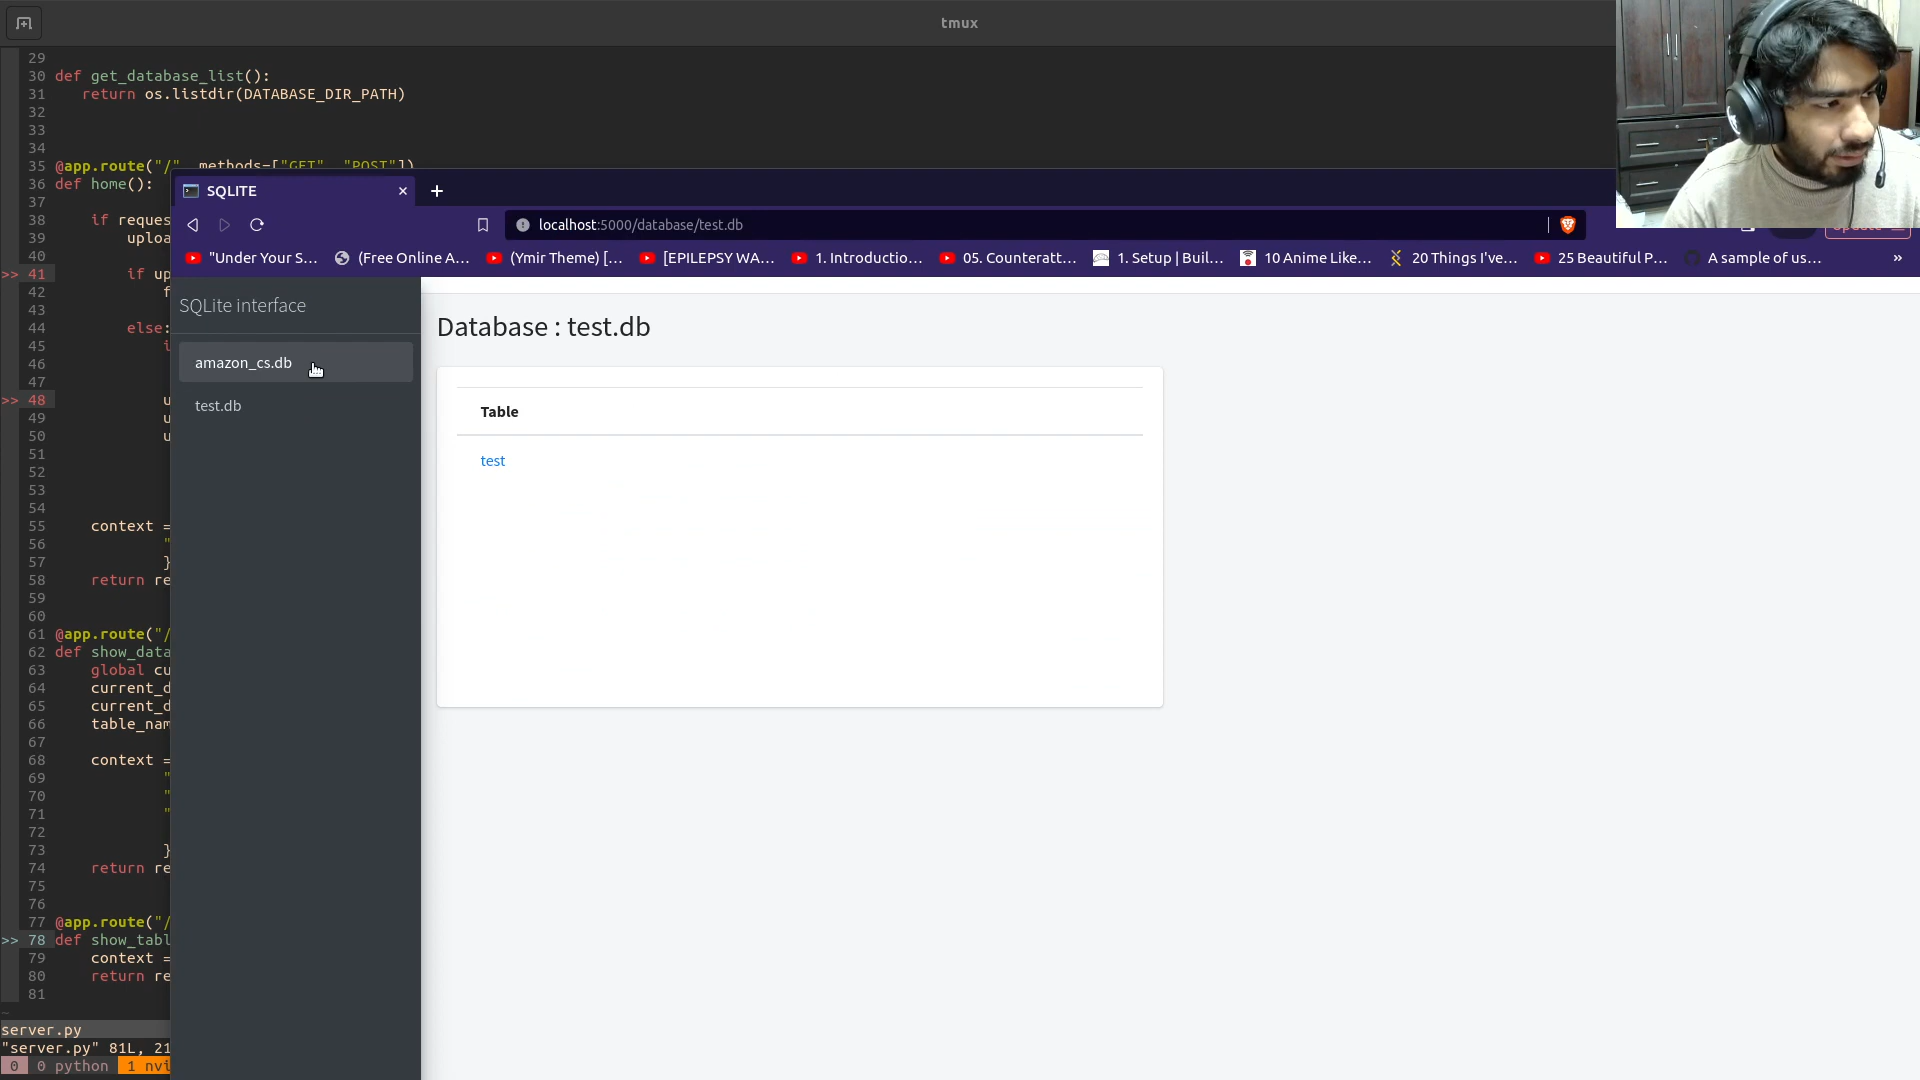 tmux
29
30 def get_database_list():
31 return os.listdir(DATABASE_DIR_PATH)
32
33
34
35 @app.route("/", methods=["GET", "POST"])
36 def home():
37
38 if reques
39 uploa
40
>> 41 if up
42 f
43
44 else:
45 i
46
47
>> 48 u
49 u
50 u
51
52
53
54
55 context =
56 "
57 }
58 return re
59
60
61 @app.route("/
62 def show_data
63 global cu
64 current_d
65 current_d
66 table_nam
67
68 context =
69 "
70 "
71 "
72
73 }
74 return re
75
76
77 @app.route("/
>> 78 def show_tabl
79 context =
80 return re
81
~
server.py
"server.py" 81L, 21
0 0 python 1 nvi
SQLITE
localhost:5000/database/test.db
"Under Your S... (Free Online A... (Ymir Theme) [... [EPILEPSY WA... 1. Introductio... 05. Counteratt... 1. Setup | Buil... 10 Anime Like... 20 Things I've... 25 Beautiful P... A sample of us... »
SQLite interface
amazon_cs.db
test.db
Database : test.db
Table
test